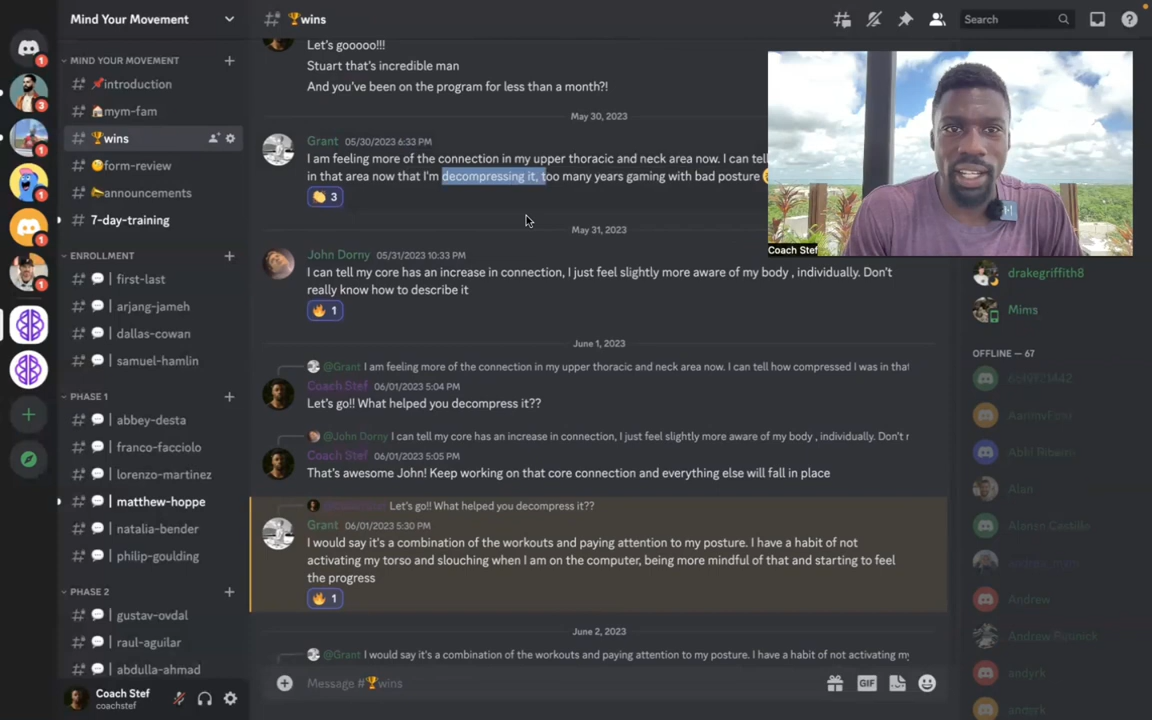 Mind Your Movement
MIND YOUR MOVEMENT
introduction
mym-fam
wins
form-review
announcements
7-day-training
ENROLLMENT
first-last
arjang-jameh
dallas-cowan
samuel-hamlin
PHASE 1
abbey-desta
franco-facciolo
lorenzo-martinez
matthew-hoppe
natalia-bender
philip-goulding
PHASE 2
gustav-ovdal
raul-aguilar
abdulla-ahmad
Coach Stef
coachstef
1
3
1
1
1
1
wins
Search
Let's gooooo!!!
Stuart that's incredible man
And you've been on the program for less than a month?!
May 30, 2023
Grant 05/30/2023 6:33 PM
I am feeling more of the connection in my upper thoracic and neck area now. I can tell
in that area now that I'm decompressing it, too many years gaming with bad posture
3
May 31, 2023
John Dorny 05/31/2023 10:33 PM
I can tell my core has an increase in connection, I just feel slightly more aware of my body , individually. Don't
really know how to describe it
1
June 1, 2023
@Grant I am feeling more of the connection in my upper thoracic and neck area now. I can tell how compressed I was in that
Coach Stef 06/01/2023 5:04 PM
Let's go!! What helped you decompress it??
@John Dorny I can tell my core has an increase in connection, I just feel slightly more aware of my body , individually. Don't r
Coach Stef 06/01/2023 5:05 PM
That's awesome John! Keep working on that core connection and everything else will fall in place
Let's go!! What helped you decompress it??
Grant 06/01/2023 5:30 PM
I would say it's a combination of the workouts and paying attention to my posture. I have a habit of not
activating my torso and slouching when I am on the computer, being more mindful of that and starting to feel
the progress
1
June 2, 2023
@Grant I would say it's a combination of the workouts and paying attention to my posture. I have a habit of not activating my
Message #🏆wins
GIF
Coach Stef
drakegriffith8
Mims
OFFLINE — 67
Alan
Alanzo Castillo
Andrew
Andrew Resnick
andyrk